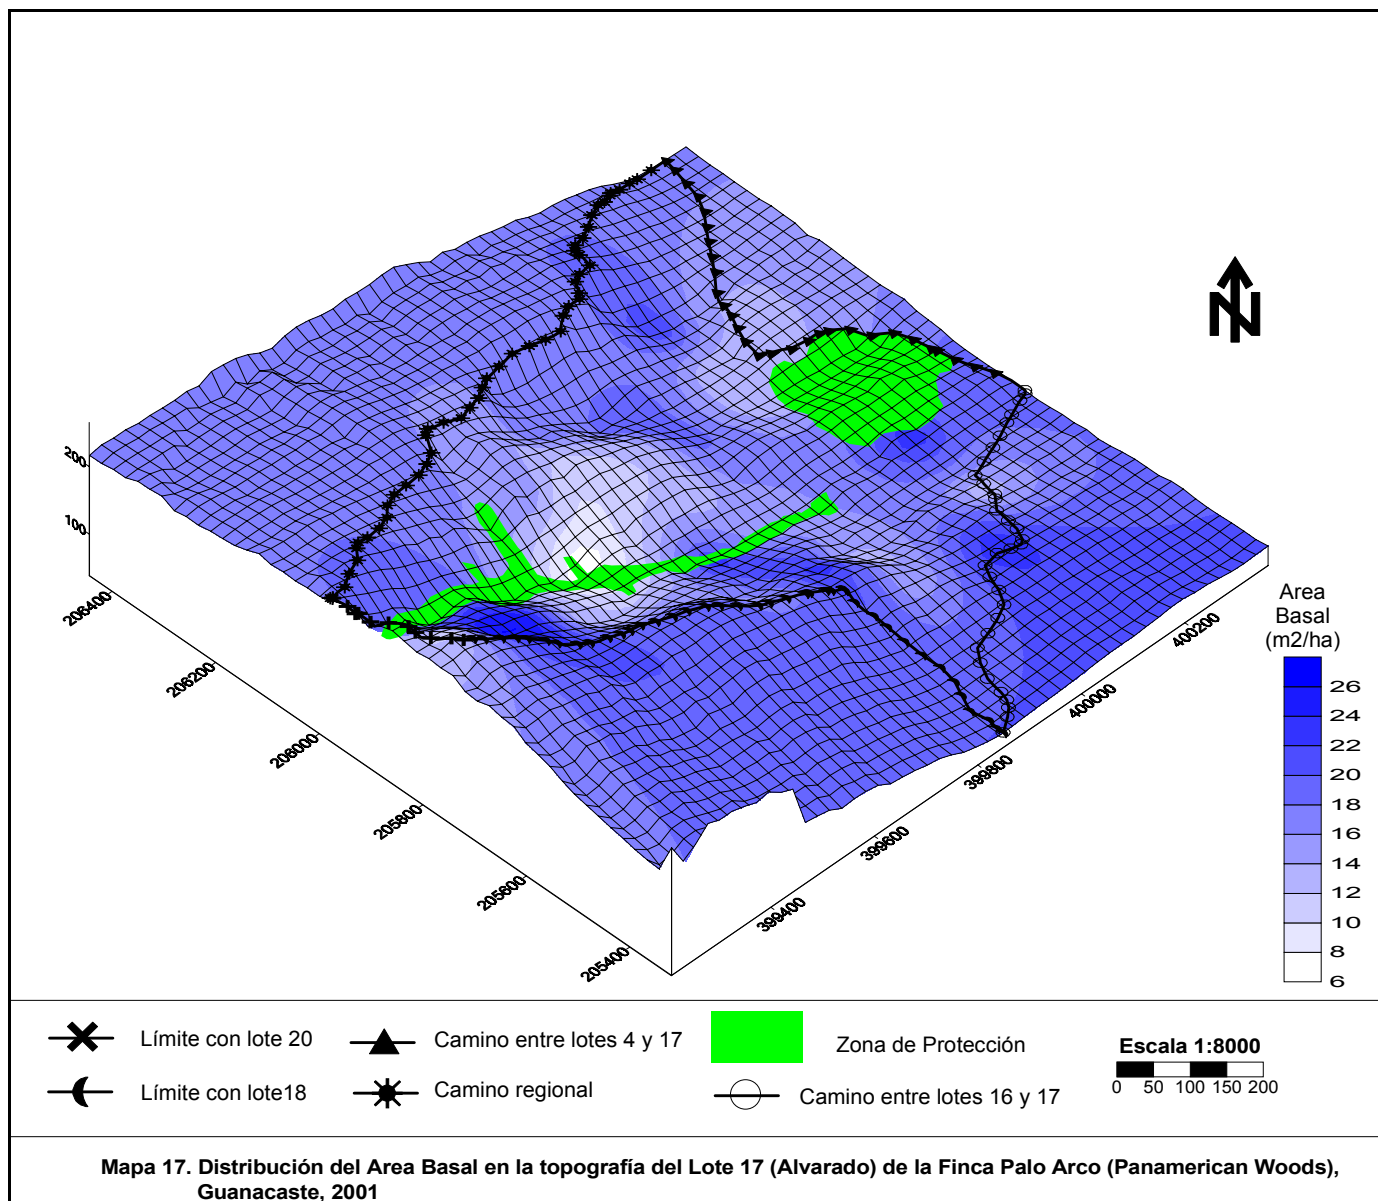 N
200
100
206400
206200
206000
205800
205600
205400
399400
399600
399800
400000
400200
Area
Basal
(m2/ha)
26
24
22
20
18
16
14
12
10
8
6
Límite con lote 20
Camino entre lotes 4 y 17
Zona de Protección
Escala 1:8000
0 50 100 150 200
Límite con lote18
Camino regional
Camino entre lotes 16 y 17
Mapa 17. Distribución del Area Basal en la topografía del Lote 17 (Alvarado) de la Finca Palo Arco (Panamerican Woods),
Guanacaste, 2001